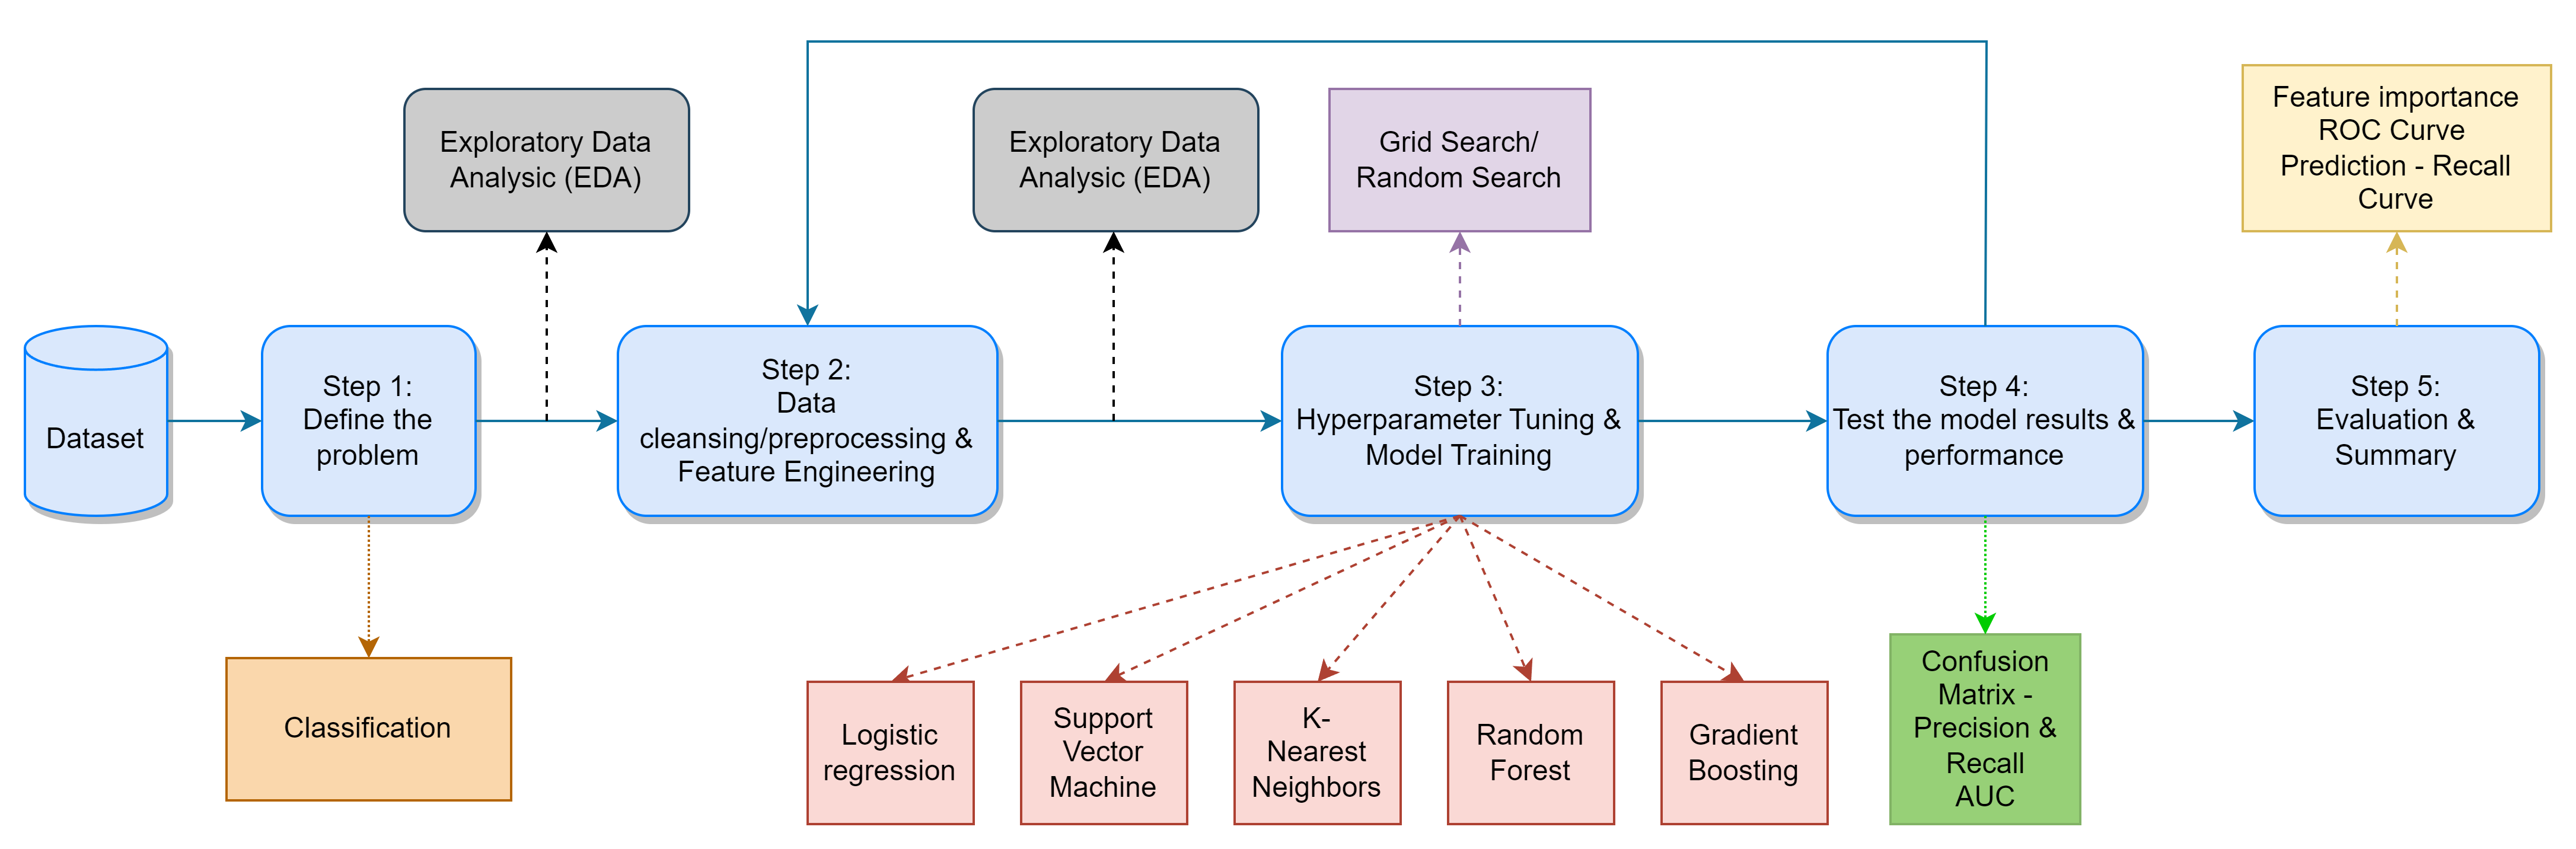 Exploratory Data
Analysic (EDA)
Exploratory Data
Analysic (EDA)
Grid Search/
Random Search
Feature importance
ROC Curve
Prediction - Recall
Curve
Dataset
Step 1:
Define the
problem
Step 2:
Data
cleansing/preprocessing &
Feature Engineering
Step 3:
Hyperparameter Tuning &
Model Training
Step 4:
Test the model results &
performance
Step 5:
Evaluation &
Summary
Classification
Logistic
regression
Support
Vector
Machine
K-
Nearest
Neighbors
Random
Forest
Gradient
Boosting
Confusion
Matrix -
Precision &
Recall
AUC